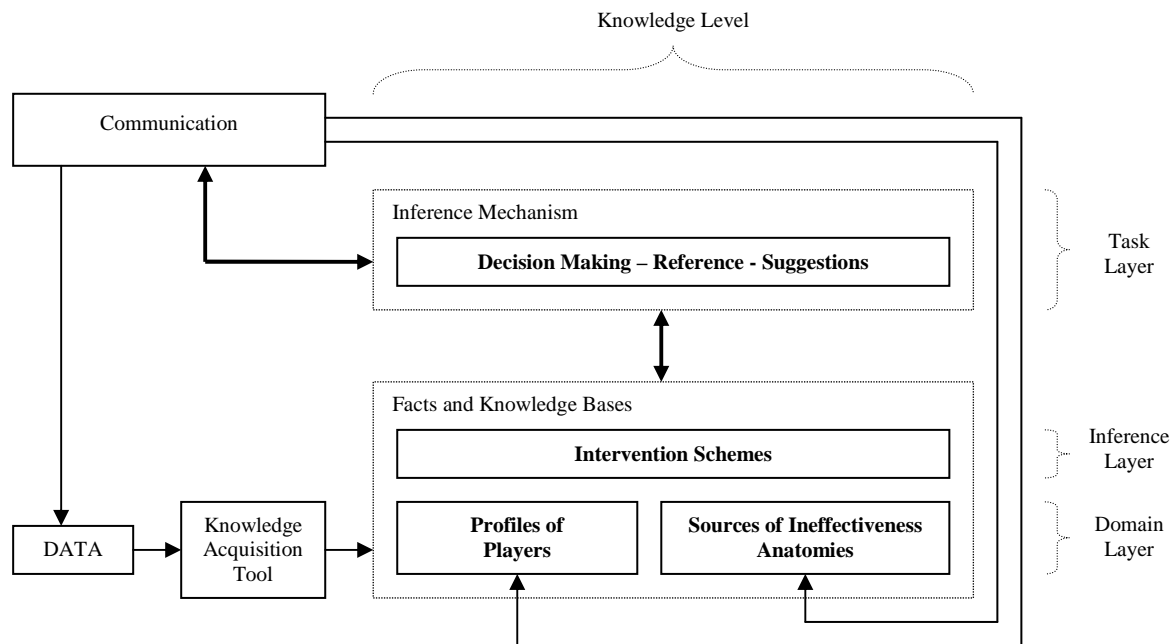 Knowledge Level
Communication
Inference Mechanism
Decision Making – Reference - Suggestions
Task
Layer
Facts and Knowledge Bases
Intervention Schemes
Inference
Layer
DATA
Knowledge
Acquisition
Tool
Profiles of
Players
Sources of Ineffectiveness
Anatomies
Domain
Layer